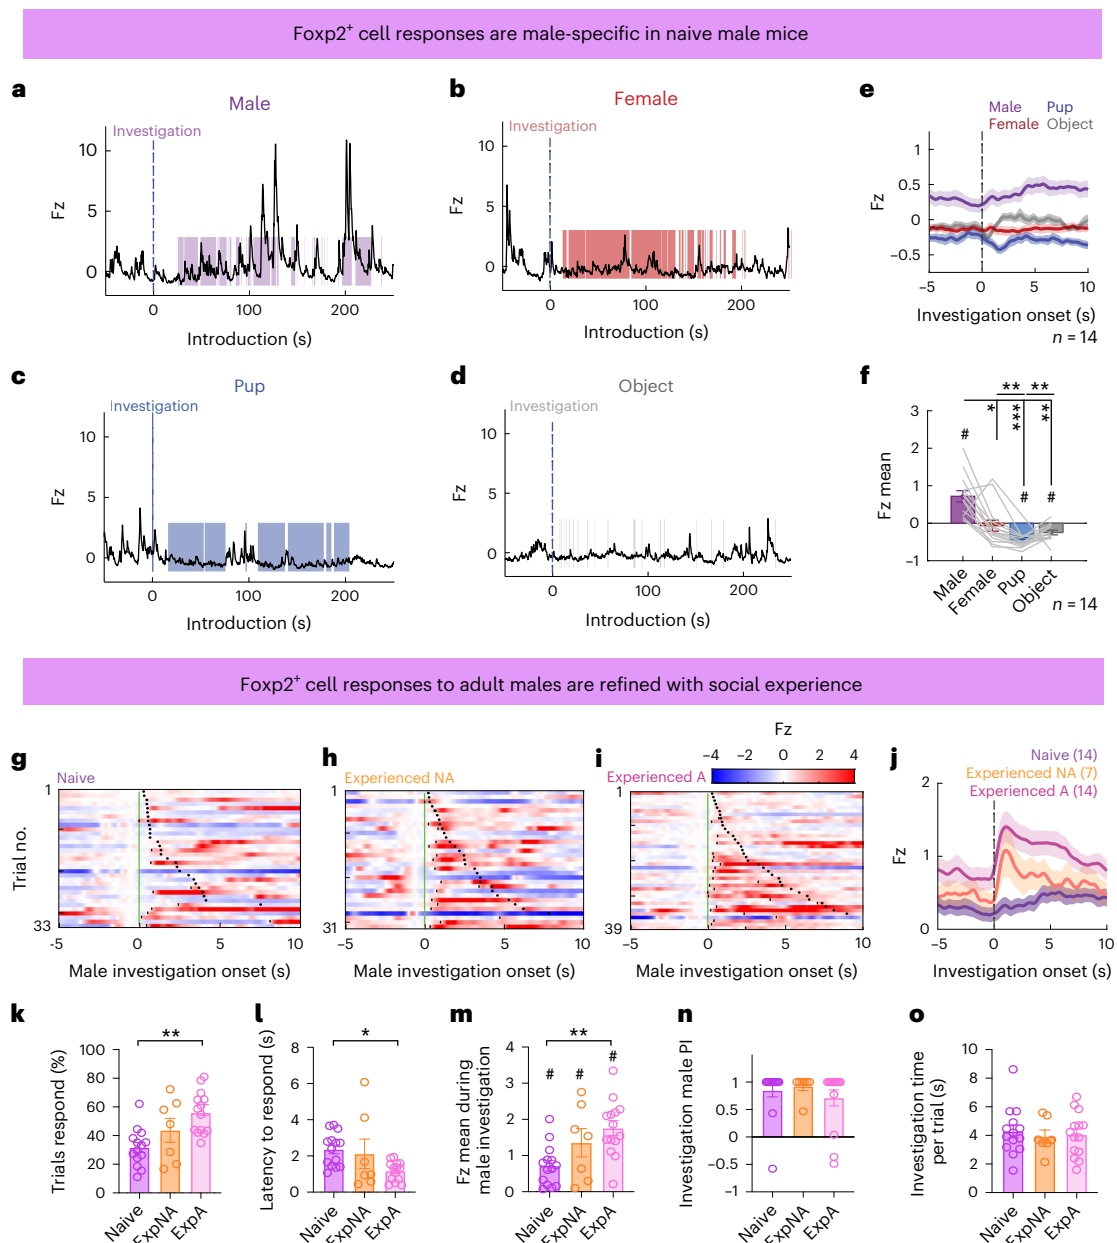 Foxp2+ cell responses are male-specific in naive male mice
a
Male
Investigation
10
5
0
Fz
0
100
200
Introduction (s)
b
Female
Investigation
10
5
0
Fz
0
100
200
Introduction (s)
e
Male
Pup
Female
Object
1
0.5
0
−0.5
Fz
−5
0
5
10
Investigation onset (s)
n = 14
c
Pup
Investigation
10
5
0
Fz
0
100
200
Introduction (s)
d
Object
Investigation
10
5
0
Fz
0
100
200
Introduction (s)
f
** **
* *** **
3
2
1
0
−1
# # #
Fz mean
Male
Female
Pup
Object
n = 14
Foxp2+ cell responses to adult males are refined with social experience
g
Naive
1
33
Trial no.
−5
0
5
10
Male investigation onset (s)
h
Experienced NA
1
31
−5
0
5
10
Male investigation onset (s)
i
Fz
−4 −2 0 2 4
Experienced A
1
39
−5
0
5
10
Male investigation onset (s)
j
Naive (14)
Experienced NA (7)
Experienced A (14)
2
1
0
Fz
−5
0
5
10
Investigation onset (s)
k
**
100
80
60
40
20
0
Trials respond (%)
Naive
ExpNA
ExpA
l
*
8
6
4
2
0
Latency to respond (s)
Naive
ExpNA
ExpA
m
**
# # #
4
3
2
1
0
Fz mean during
male investigation
Naive
ExpNA
ExpA
n
1
0.5
0
−0.5
−1
Investigation male PI
Naive
ExpNA
ExpA
o
10
8
6
4
2
0
Investigation time
per trial (s)
Naive
ExpNA
ExpA